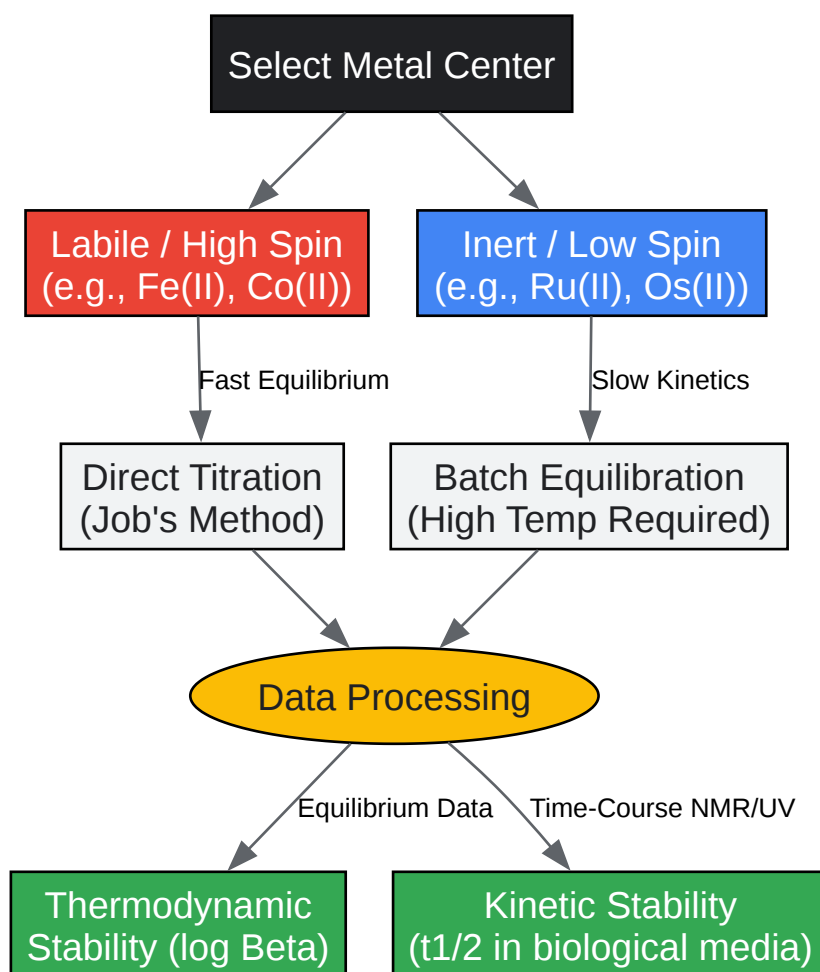 Select Metal Center
Labile / High Spin
(e.g., Fe(II), Co(II))
Inert / Low Spin
(e.g., Ru(II), Os(II))
Fast Equilibrium
Slow Kinetics
Direct Titration
(Job's Method)
Batch Equilibration
(High Temp Required)
Data Processing
Equilibrium Data
Time-Course NMR/UV
Thermodynamic
Stability (log Beta)
Kinetic Stability
(t1/2 in biological media)